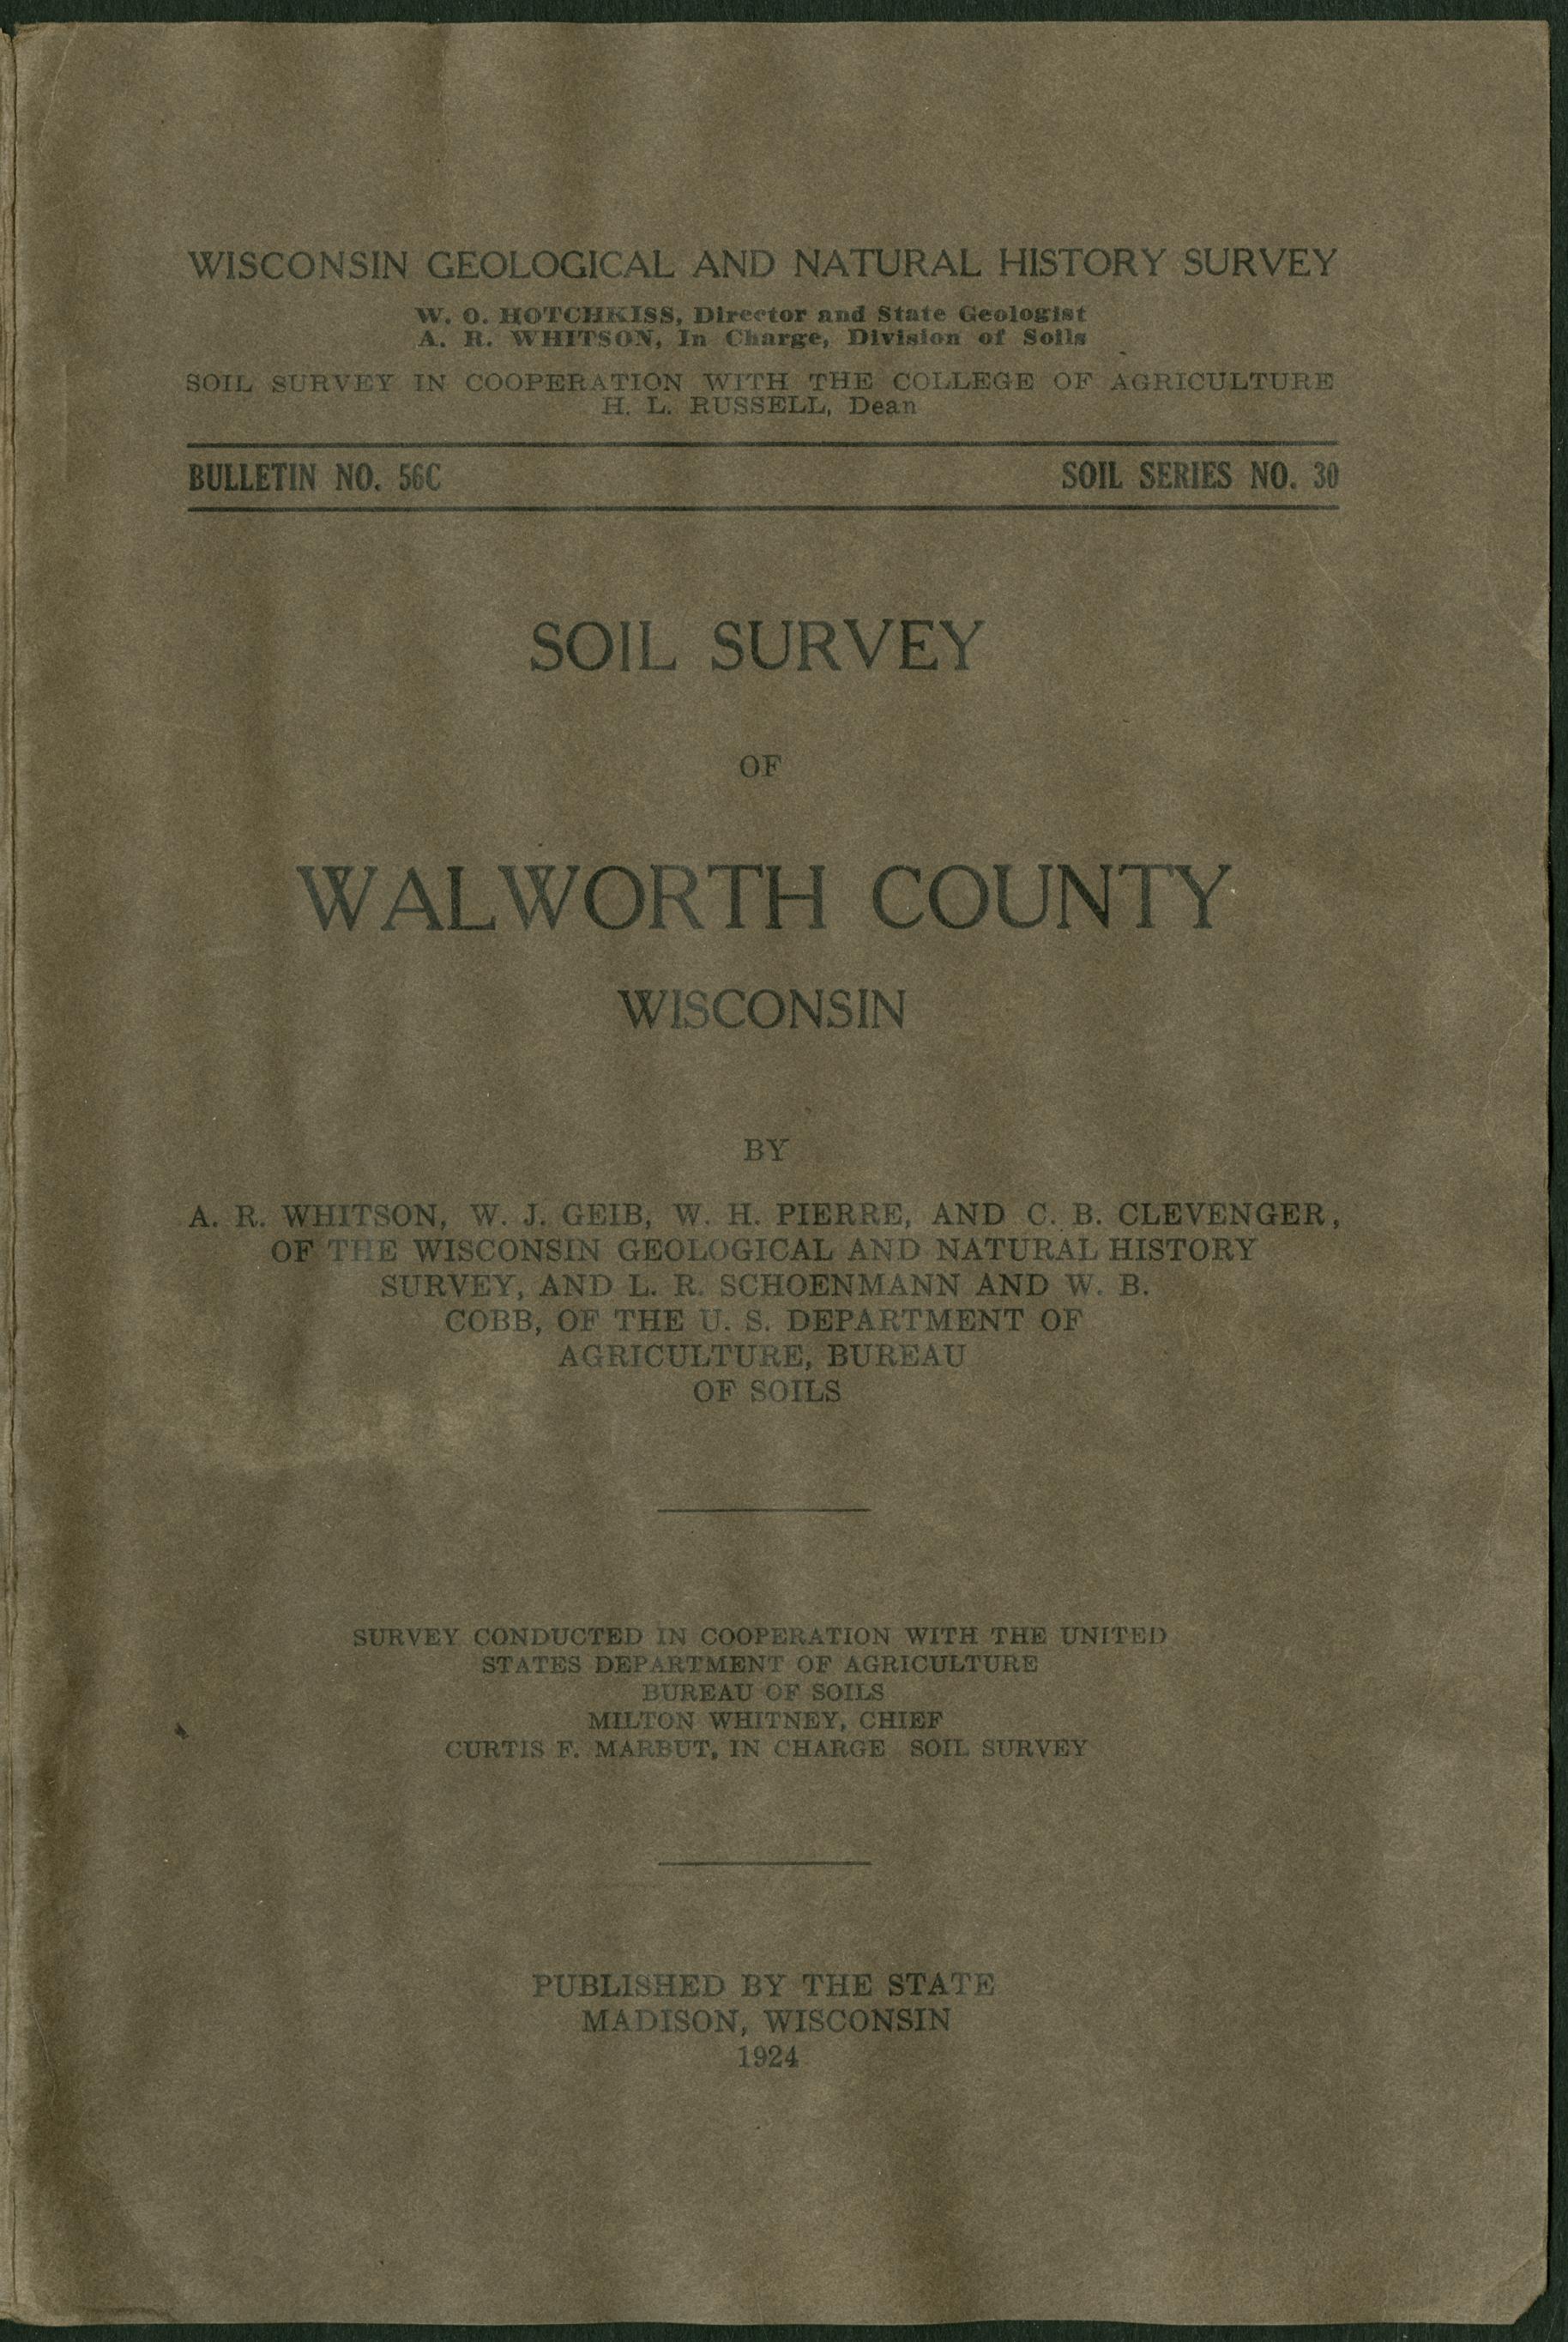 WISCONSIN GEOLOGICAL AND NATURAL HISTORY SURVEY
W. O. HOTCHKISS, Director and State Geologist
A. R. WHITSON, In Charge, Division of Soils
SOIL SURVEY IN COOPERATION WITH THE COLLEGE OF AGRICULTURE
H. L. RUSSELL, Dean
BULLETIN NO. 56C SOIL SERIES NO. 30
SOIL SURVEY
OF
WALWORTH COUNTY
WISCONSIN
BY
A. R. WHITSON, W. J. GEIB, W. H. PIERRE, AND C. B. CLEVENGER,
OF THE WISCONSIN GEOLOGICAL AND NATURAL HISTORY
SURVEY, AND L. R. SCHOENMANN AND W. B.
COBB, OF THE U. S. DEPARTMENT OF
AGRICULTURE, BUREAU
OF SOILS
SURVEY CONDUCTED IN COOPERATION WITH THE UNITED
STATES DEPARTMENT OF AGRICULTURE
BUREAU OF SOILS
MILTON WHITNEY, CHIEF
CURTIS F. MARBUT, IN CHARGE SOIL SURVEY
PUBLISHED BY THE STATE
MADISON, WISCONSIN
1924